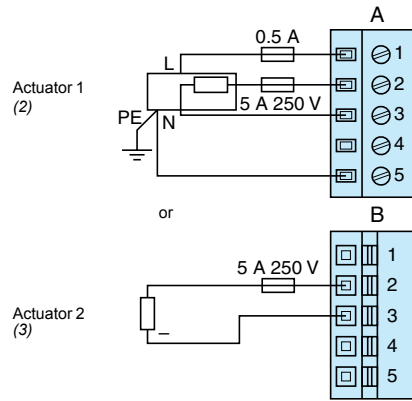 A
0.5 A
1
L
Actuator 1
(2)
2
5 A 250 V
PE
N
3
4
5
or
B
1
5 A 250 V
2
Actuator 2
(3)
3
–
4
5